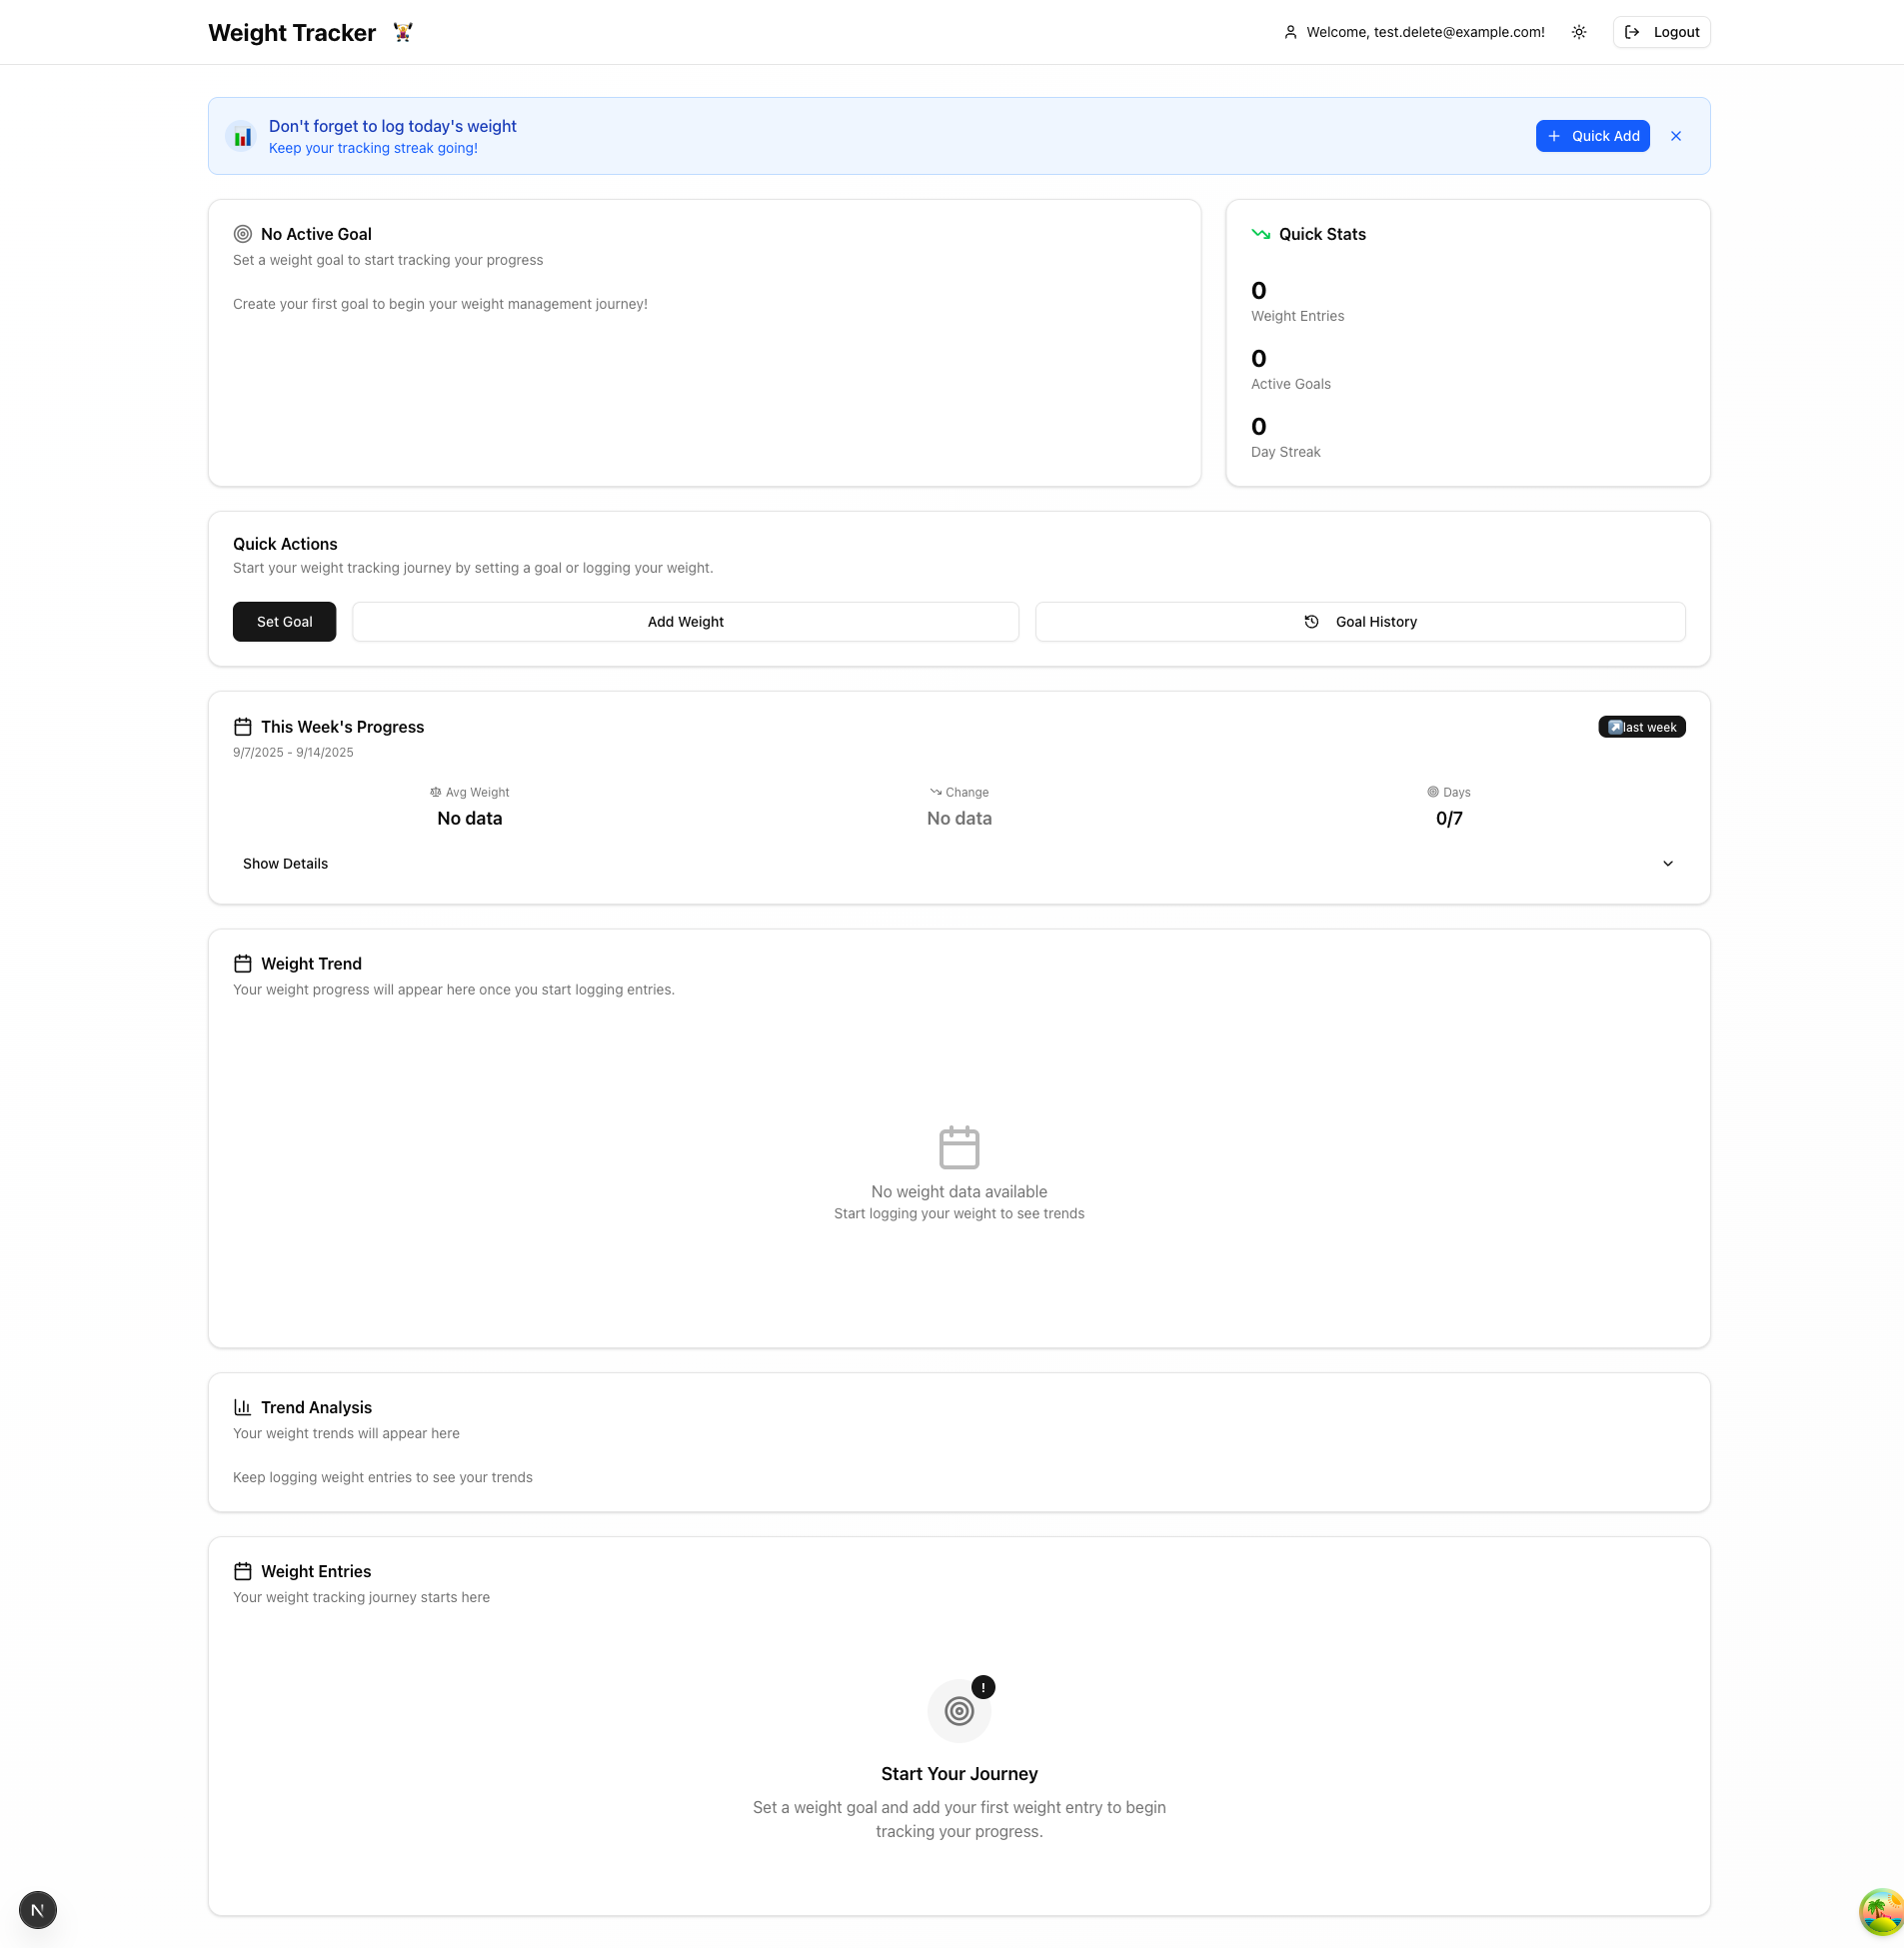 Weight Tracker
Welcome, test.delete@example.com!
Logout
Don't forget to log today's weight
Keep your tracking streak going!
Quick Add
No Active Goal
Set a weight goal to start tracking your progress
Create your first goal to begin your weight management journey!
Quick Stats
0
Weight Entries
0
Active Goals
0
Day Streak
Quick Actions
Start your weight tracking journey by setting a goal or logging your weight.
Set Goal
Add Weight
Goal History
This Week's Progress
last week
9/7/2025 - 9/14/2025
Avg Weight
No data
Change
No data
Days
0/7
Show Details
Weight Trend
Your weight progress will appear here once you start logging entries.
No weight data available
Start logging your weight to see trends
Trend Analysis
Your weight trends will appear here
Keep logging weight entries to see your trends
Weight Entries
Your weight tracking journey starts here
!
Start Your Journey
Set a weight goal and add your first weight entry to begin
tracking your progress.
N